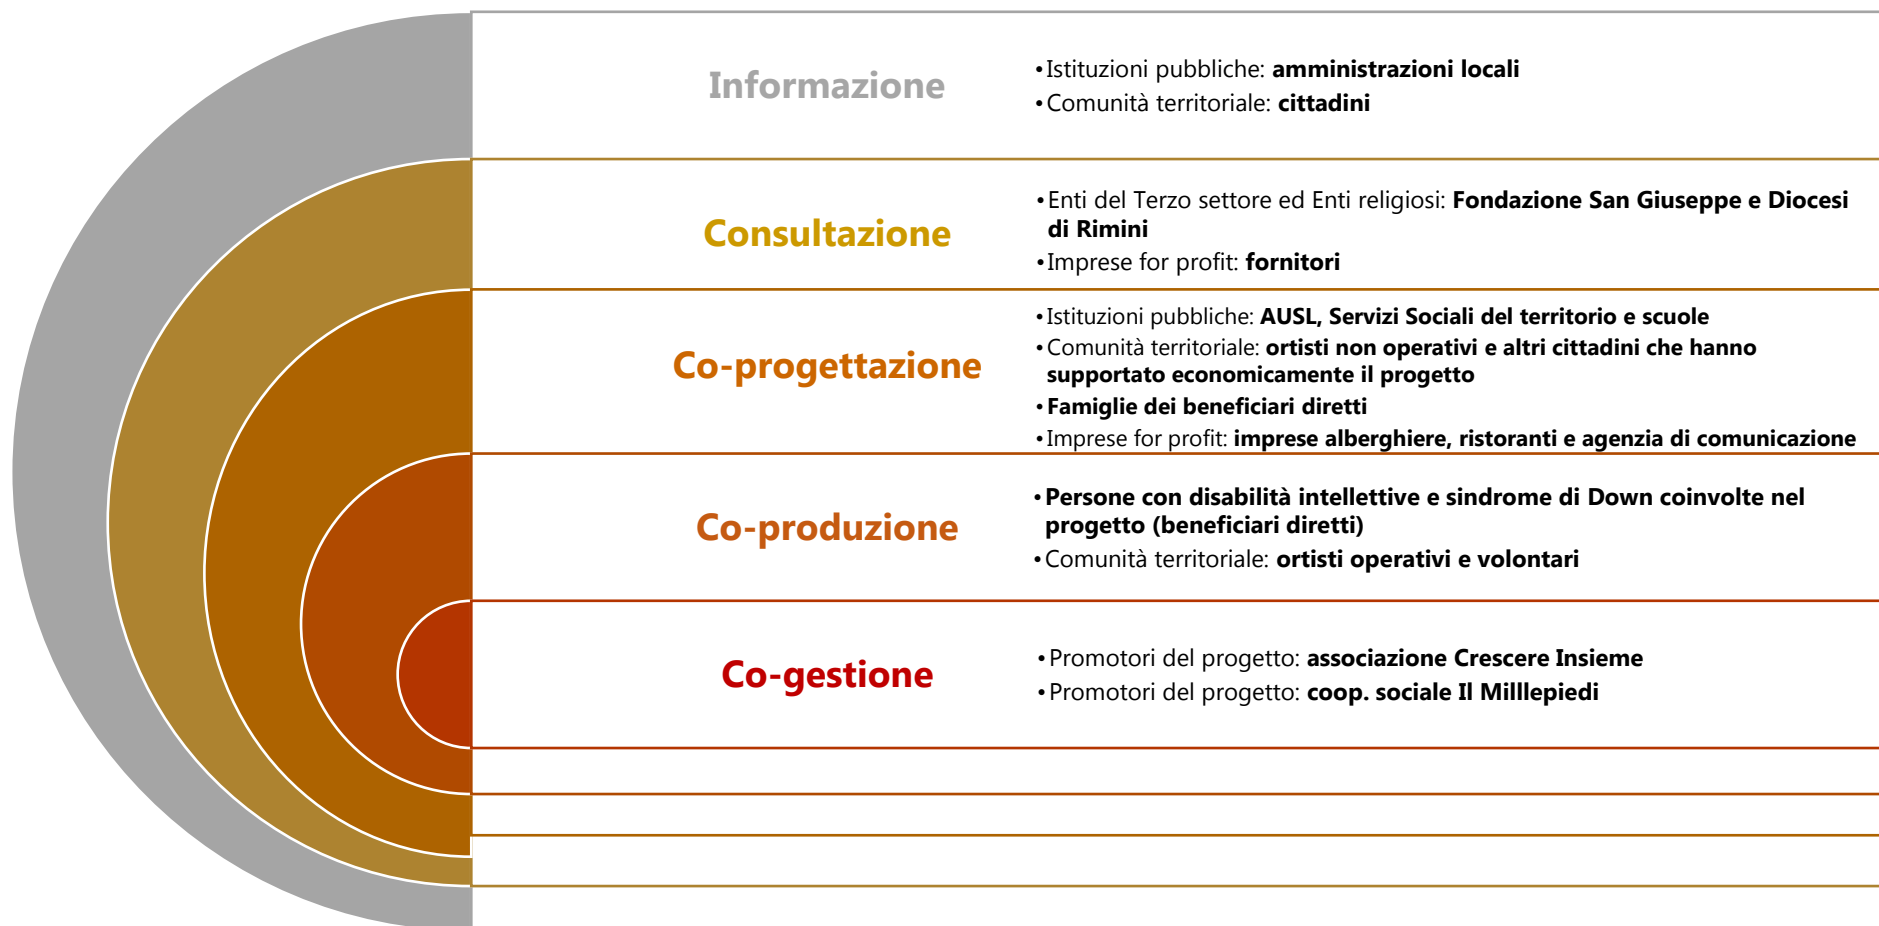 Informazione
•Istituzioni pubbliche: amministrazioni locali
•Comunità territoriale: cittadini
Consultazione
•Enti del Terzo settore ed Enti religiosi: Fondazione San Giuseppe e Diocesi
di Rimini
•Imprese for profit: fornitori
Co-progettazione
•Istituzioni pubbliche: AUSL, Servizi Sociali del territorio e scuole
•Comunità territoriale: ortisti non operativi e altri cittadini che hanno
supportato economicamente il progetto
•Famiglie dei beneficiari diretti
•Imprese for profit: imprese alberghiere, ristoranti e agenzia di comunicazione
Co-produzione
•Persone con disabilità intellettive e sindrome di Down coinvolte nel
progetto (beneficiari diretti)
•Comunità territoriale: ortisti operativi e volontari
Co-gestione
•Promotori del progetto: associazione Crescere Insieme
•Promotori del progetto: coop. sociale Il Milllepiedi